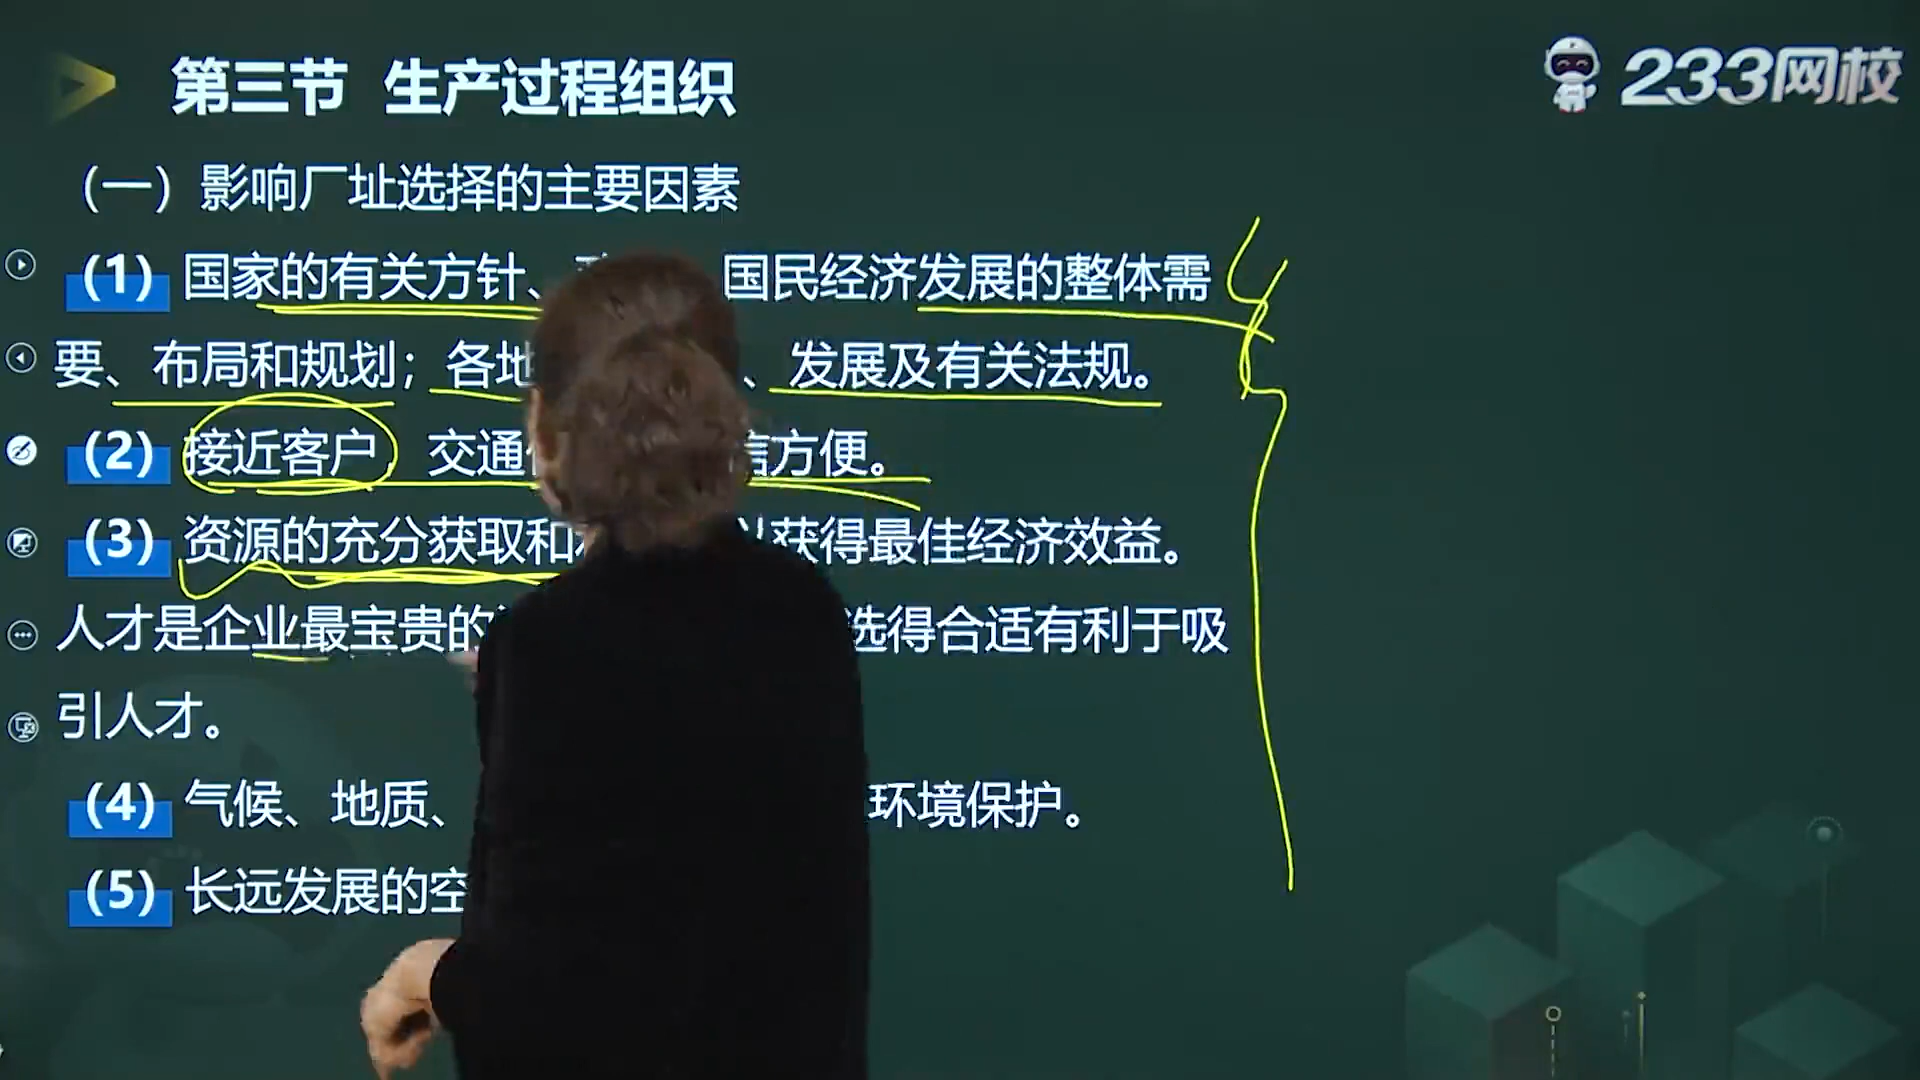 第三节 生产过程组织
233网校
（一）影响厂址选择的主要因素
（1）国家的有关方针、 国民经济发展的整体需
要、布局和规划；各地 、发展及有关法规。
（2）接近客户 交通 信方便。
（3）资源的充分获取和 以获得最佳经济效益。
人才是企业最宝贵的 选得合适有利于吸
引人才。
（4）气候、地质、 环境保护。
（5）长远发展的空